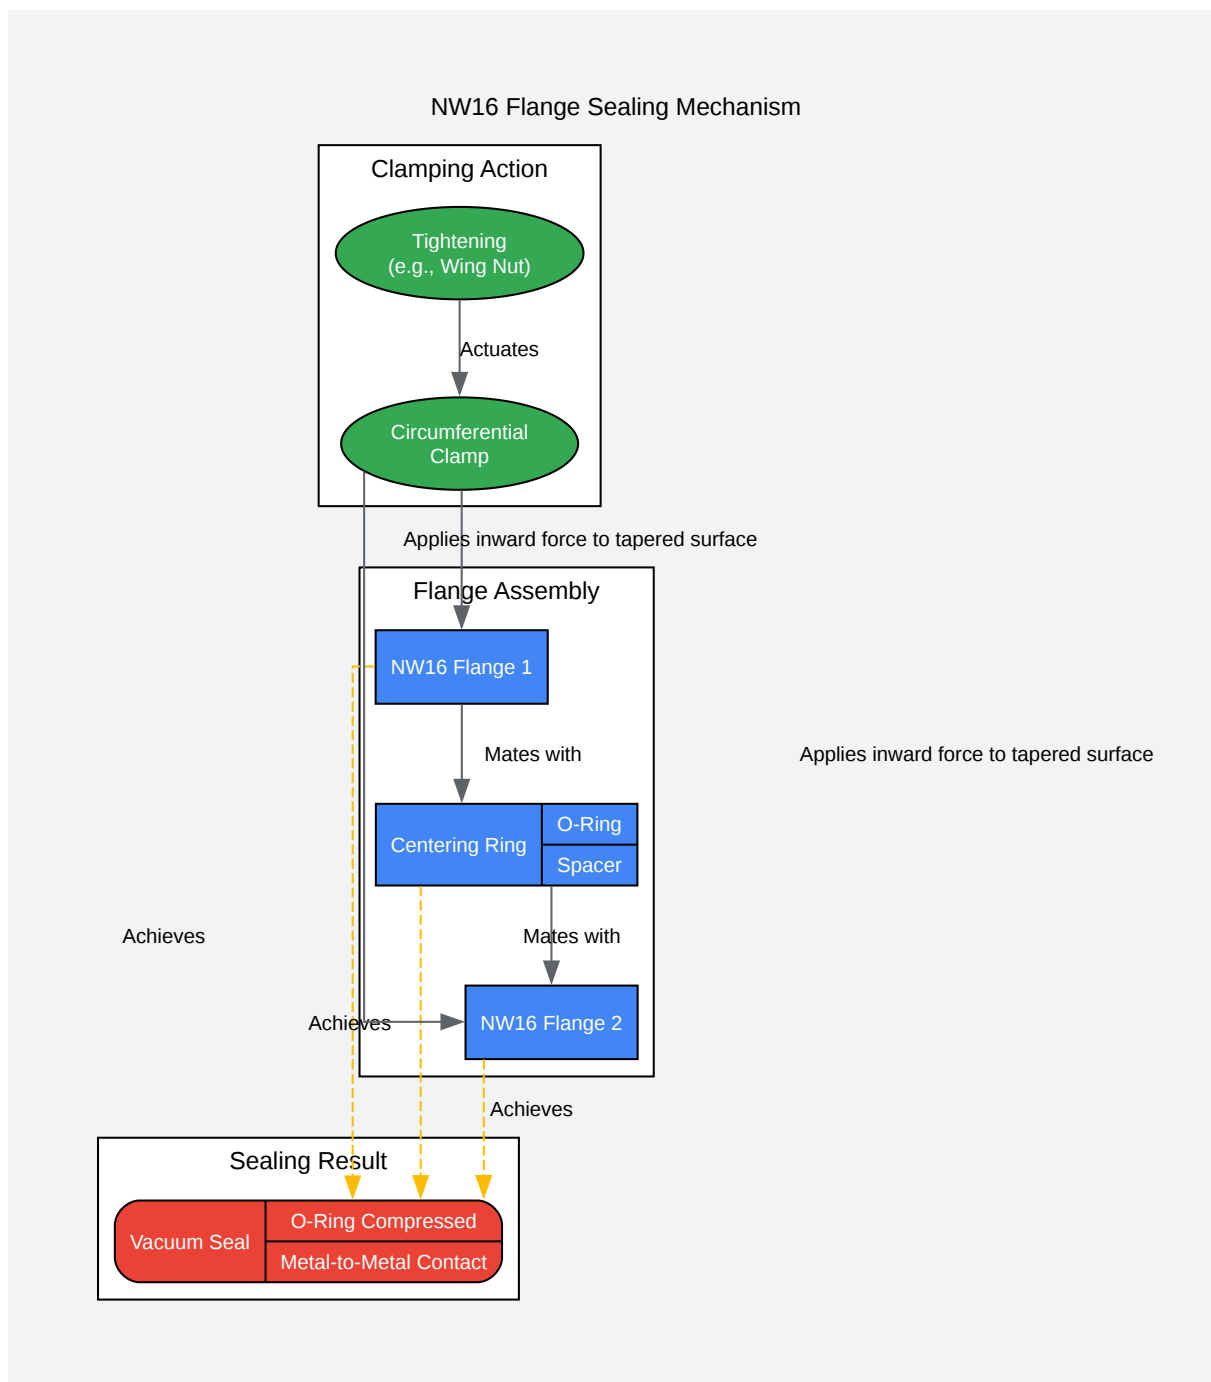 NW16 Flange Sealing Mechanism
Clamping Action
Tightening
(e.g., Wing Nut)
Actuates
Circumferential
Clamp
Applies inward force to tapered surface
Flange Assembly
NW16 Flange 1
Mates with
Applies inward force to tapered surface
Centering Ring
O-Ring
Spacer
Achieves
Mates with
Achieves
NW16 Flange 2
Achieves
Sealing Result
Vacuum Seal
O-Ring Compressed
Metal-to-Metal Contact